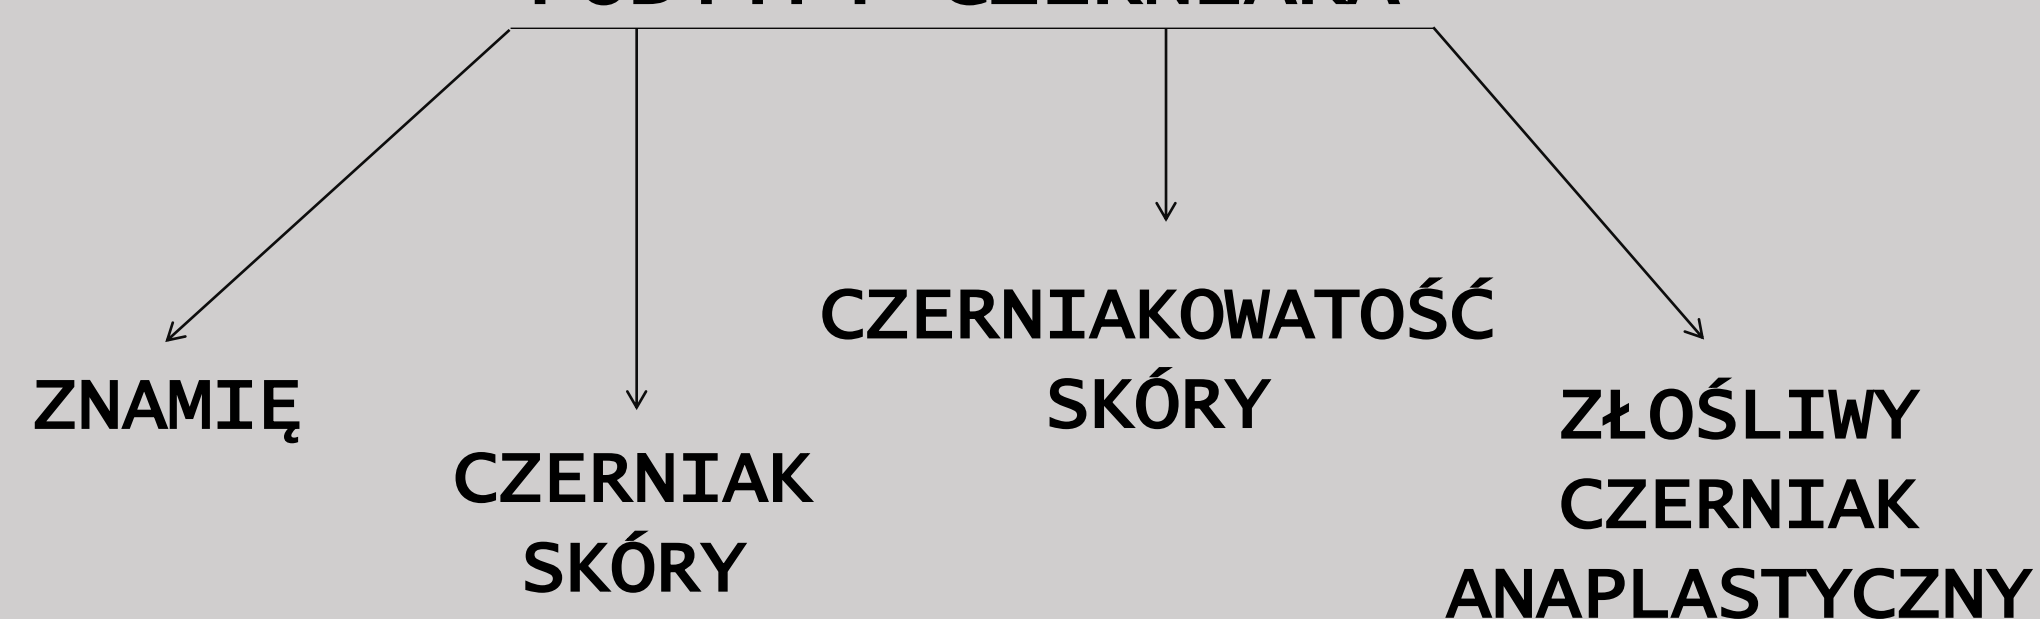 ZNAMIĘ
CZERNIAK
SKÓRY
CZERNIAKOWATOŚĆ
SKÓRY
ZŁOŚLIWY
CZERNIAK
ANAPLASTYCZNY